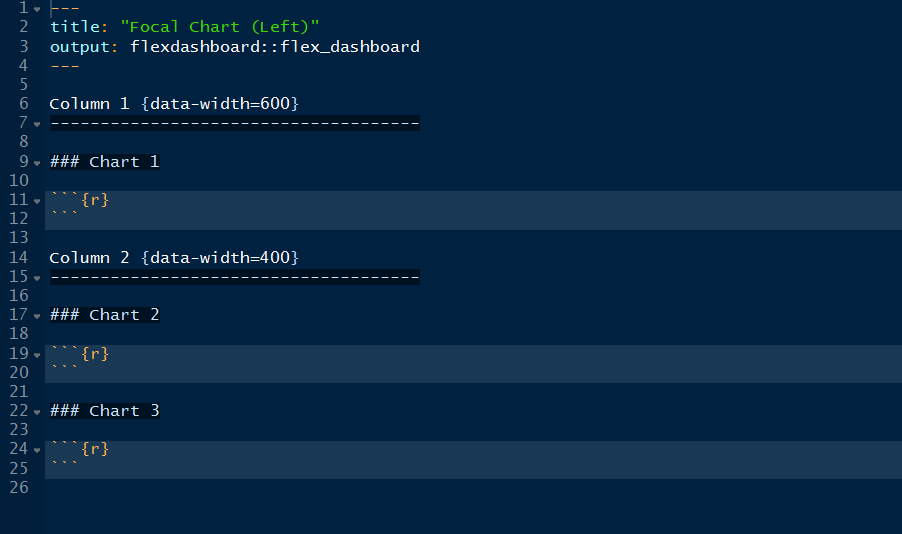 1 ---
2 title: "Focal Chart (Left)"
3 output: flexdashboard::flex_dashboard
4 ---
5
6 Column 1 {data-width=600}
7 -------------------------------------
8
9 ### Chart 1
10
11 ```{r}
12 ```
13
14 Column 2 {data-width=400}
15 -------------------------------------
16
17 ### Chart 2
18
19 ```{r}
20 ```
21
22 ### Chart 3
23
24 ```{r}
25 ```
26